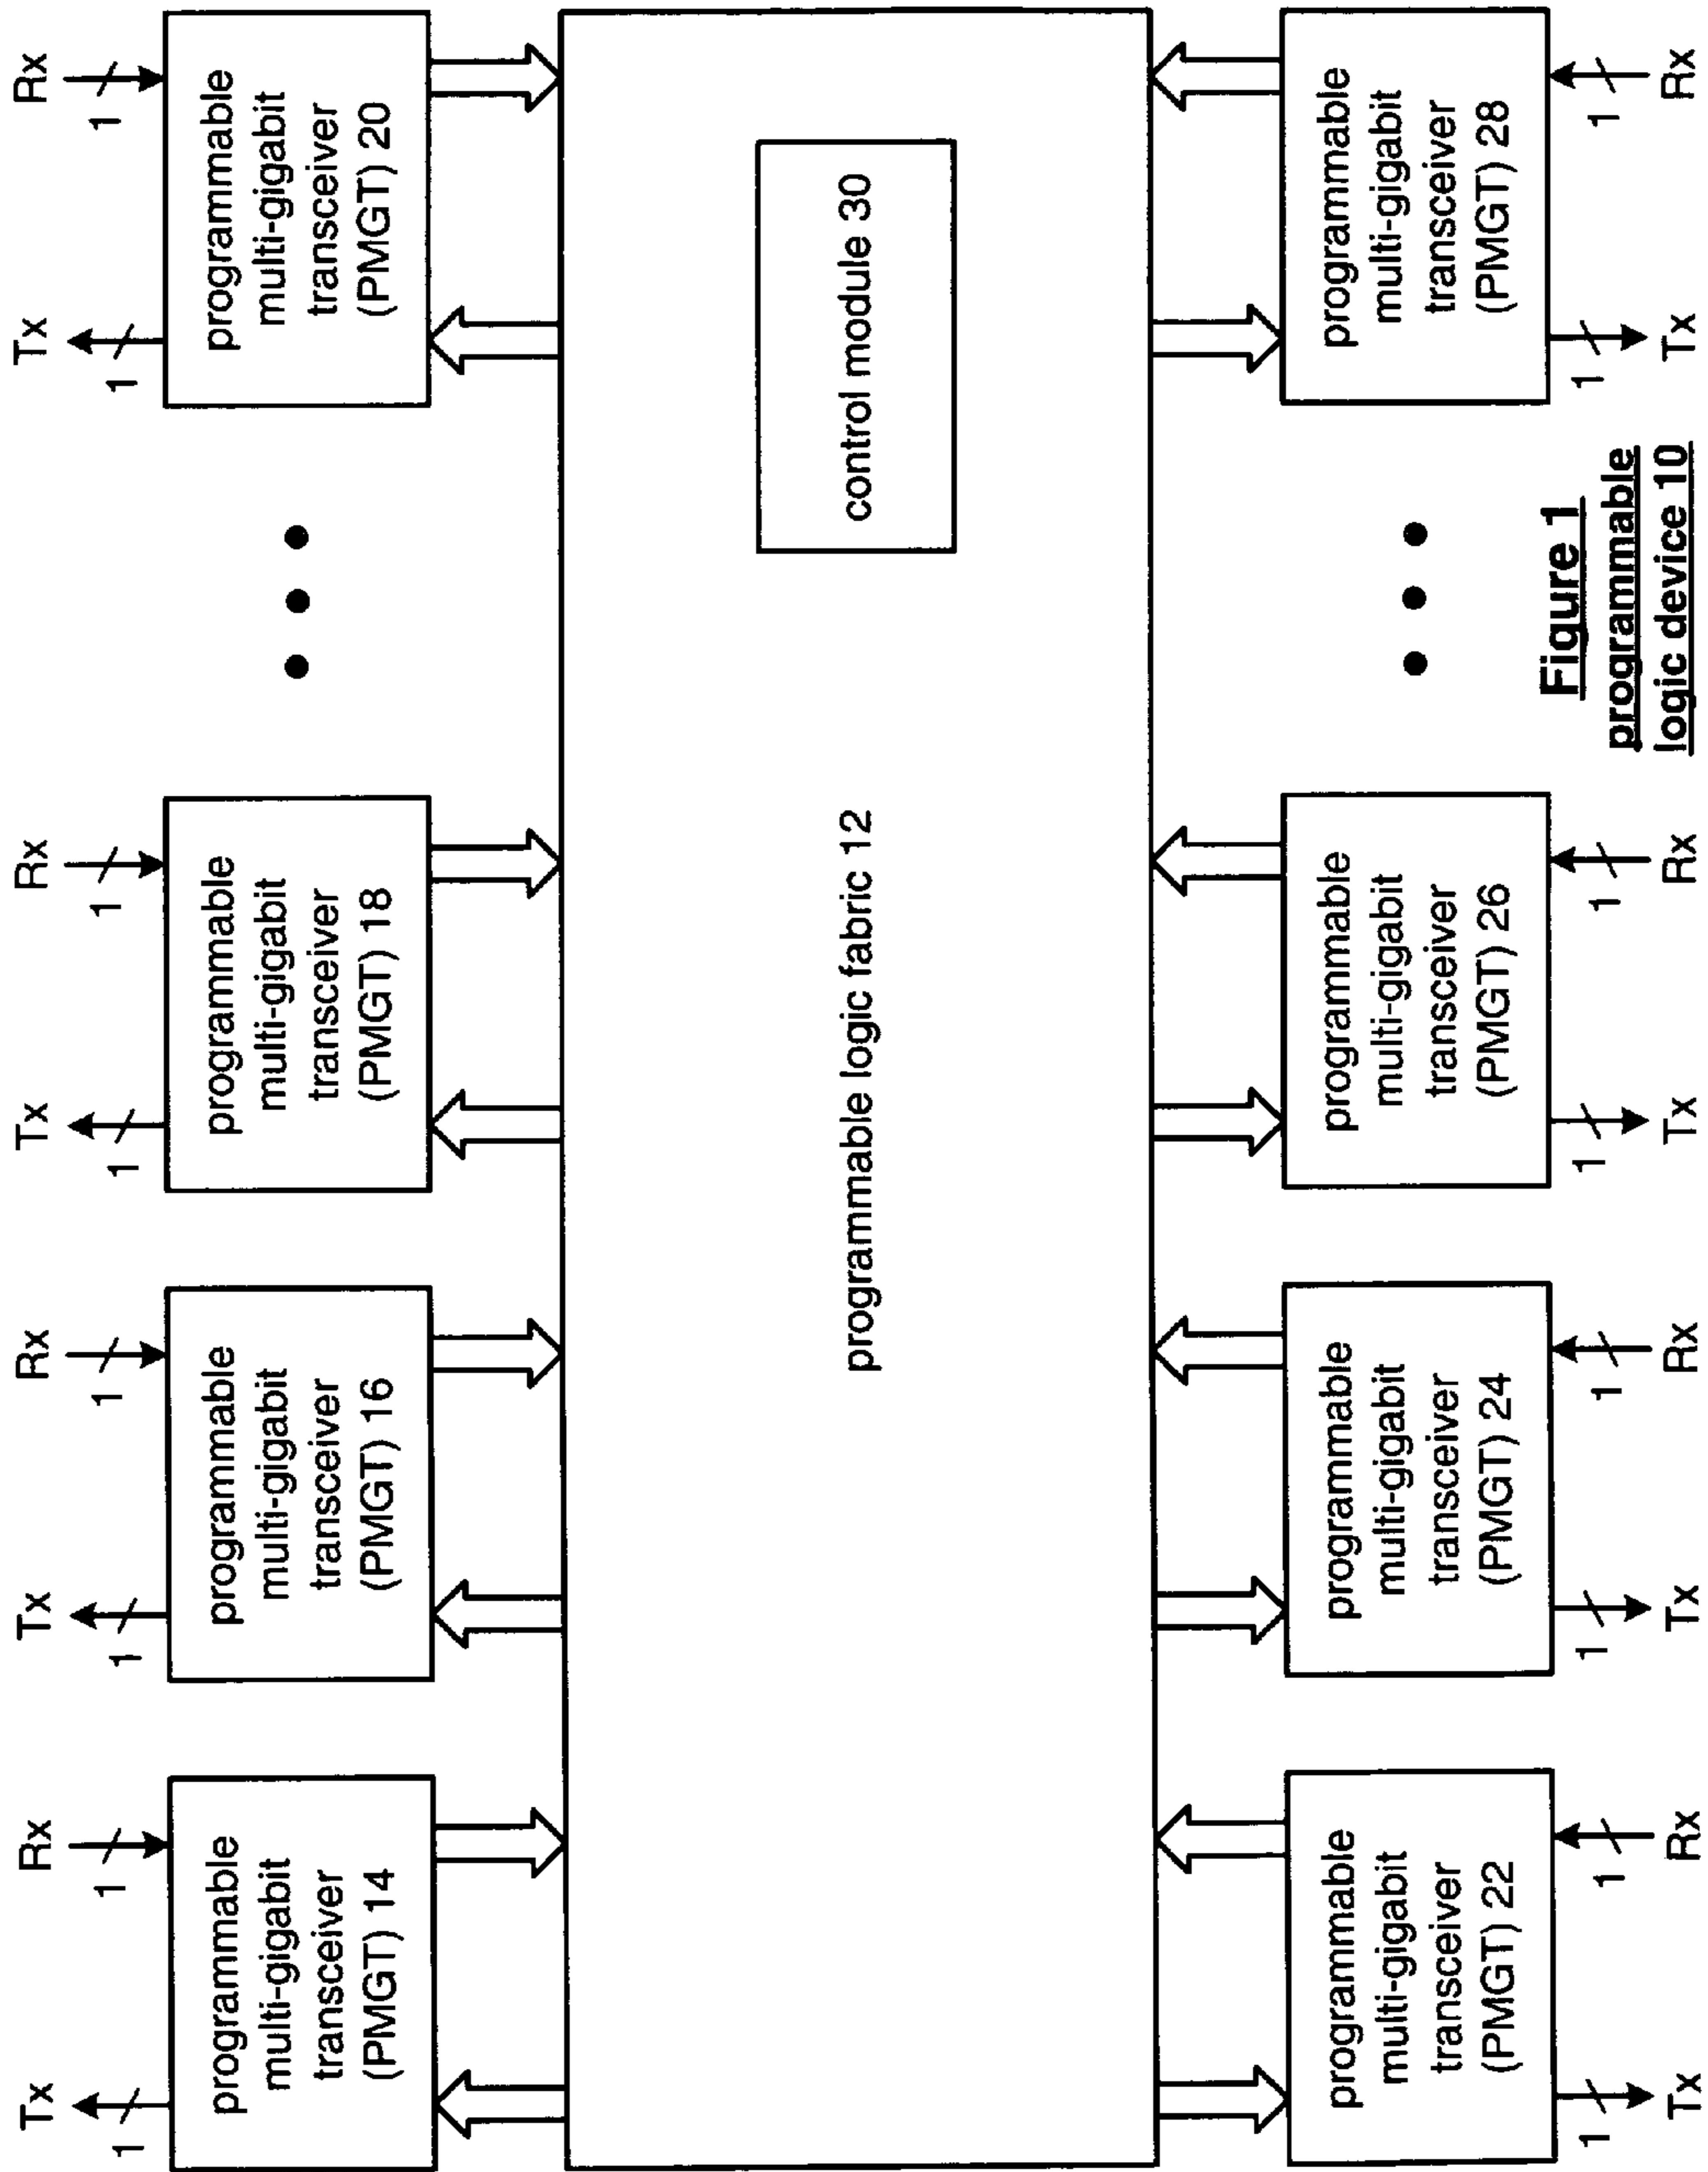 Tx
Rx
1
1
programmable
multi-gigabit
transceiver
(PMGT) 14
Tx
Rx
1
1
programmable
multi-gigabit
transceiver
(PMGT) 16
Tx
Rx
1
1
programmable
multi-gigabit
transceiver
(PMGT) 18
Tx
Rx
1
1
programmable
multi-gigabit
transceiver
(PMGT) 20
programmable logic fabric 12
control module 30
programmable
multi-gigabit
transceiver
(PMGT) 22
1
1
Tx
Rx
programmable
multi-gigabit
transceiver
(PMGT) 24
1
1
Tx
Rx
programmable
multi-gigabit
transceiver
(PMGT) 26
1
1
Tx
Rx
programmable
multi-gigabit
transceiver
(PMGT) 28
1
1
Tx
Rx
Figure 1
programmable
logic device 10